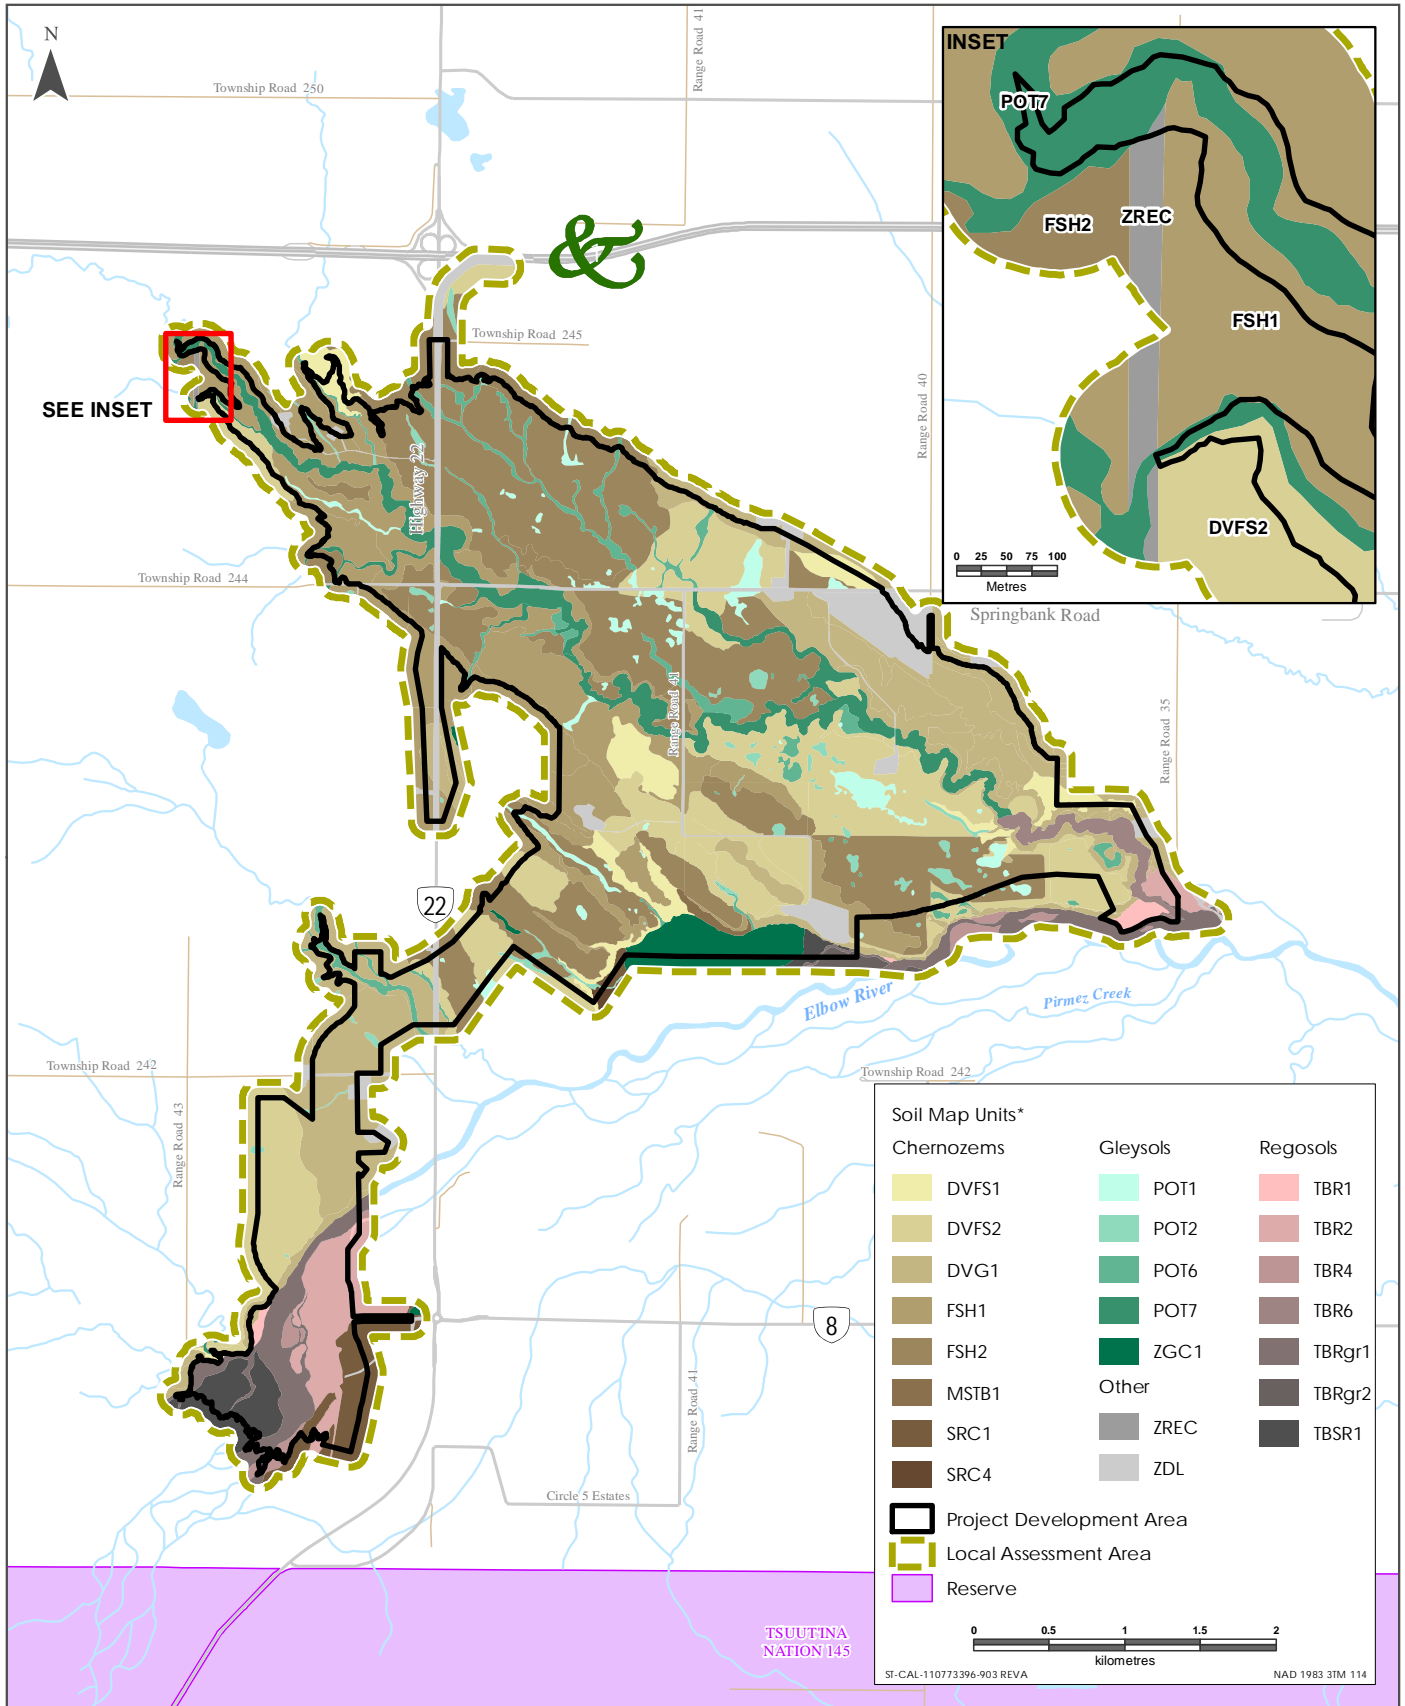 N
Township Road 250
Range Road 41
INSET
POT7
FSH2
ZREC
FSH1
DVFS2
0 25 50 75 100
Metres
&
Township Road 245
SEE INSET
Highway 22
Range Road 40
Township Road 244
Springbank Road
Range Road 41
Range Road 35
22
Elbow River
Pirmez Creek
Township Road 242
Township Road 242
Range Road 43
8
Range Road 41
Circle 5 Estates
TSUUT'INA
NATION 145
Soil Map Units*
Chernozems
DVFS1
DVFS2
DVG1
FSH1
FSH2
MSTB1
SRC1
SRC4
Gleysols
POT1
POT2
POT6
POT7
ZGC1
Other
ZREC
ZDL
Regosols
TBR1
TBR2
TBR4
TBR6
TBRgr1
TBRgr2
TBSR1
Project Development Area
Local Assessment Area
Reserve
0 0.5 1 1.5 2
kilometres
ST-CAL-110773396-903 REVA
NAD 1983 3TM 114